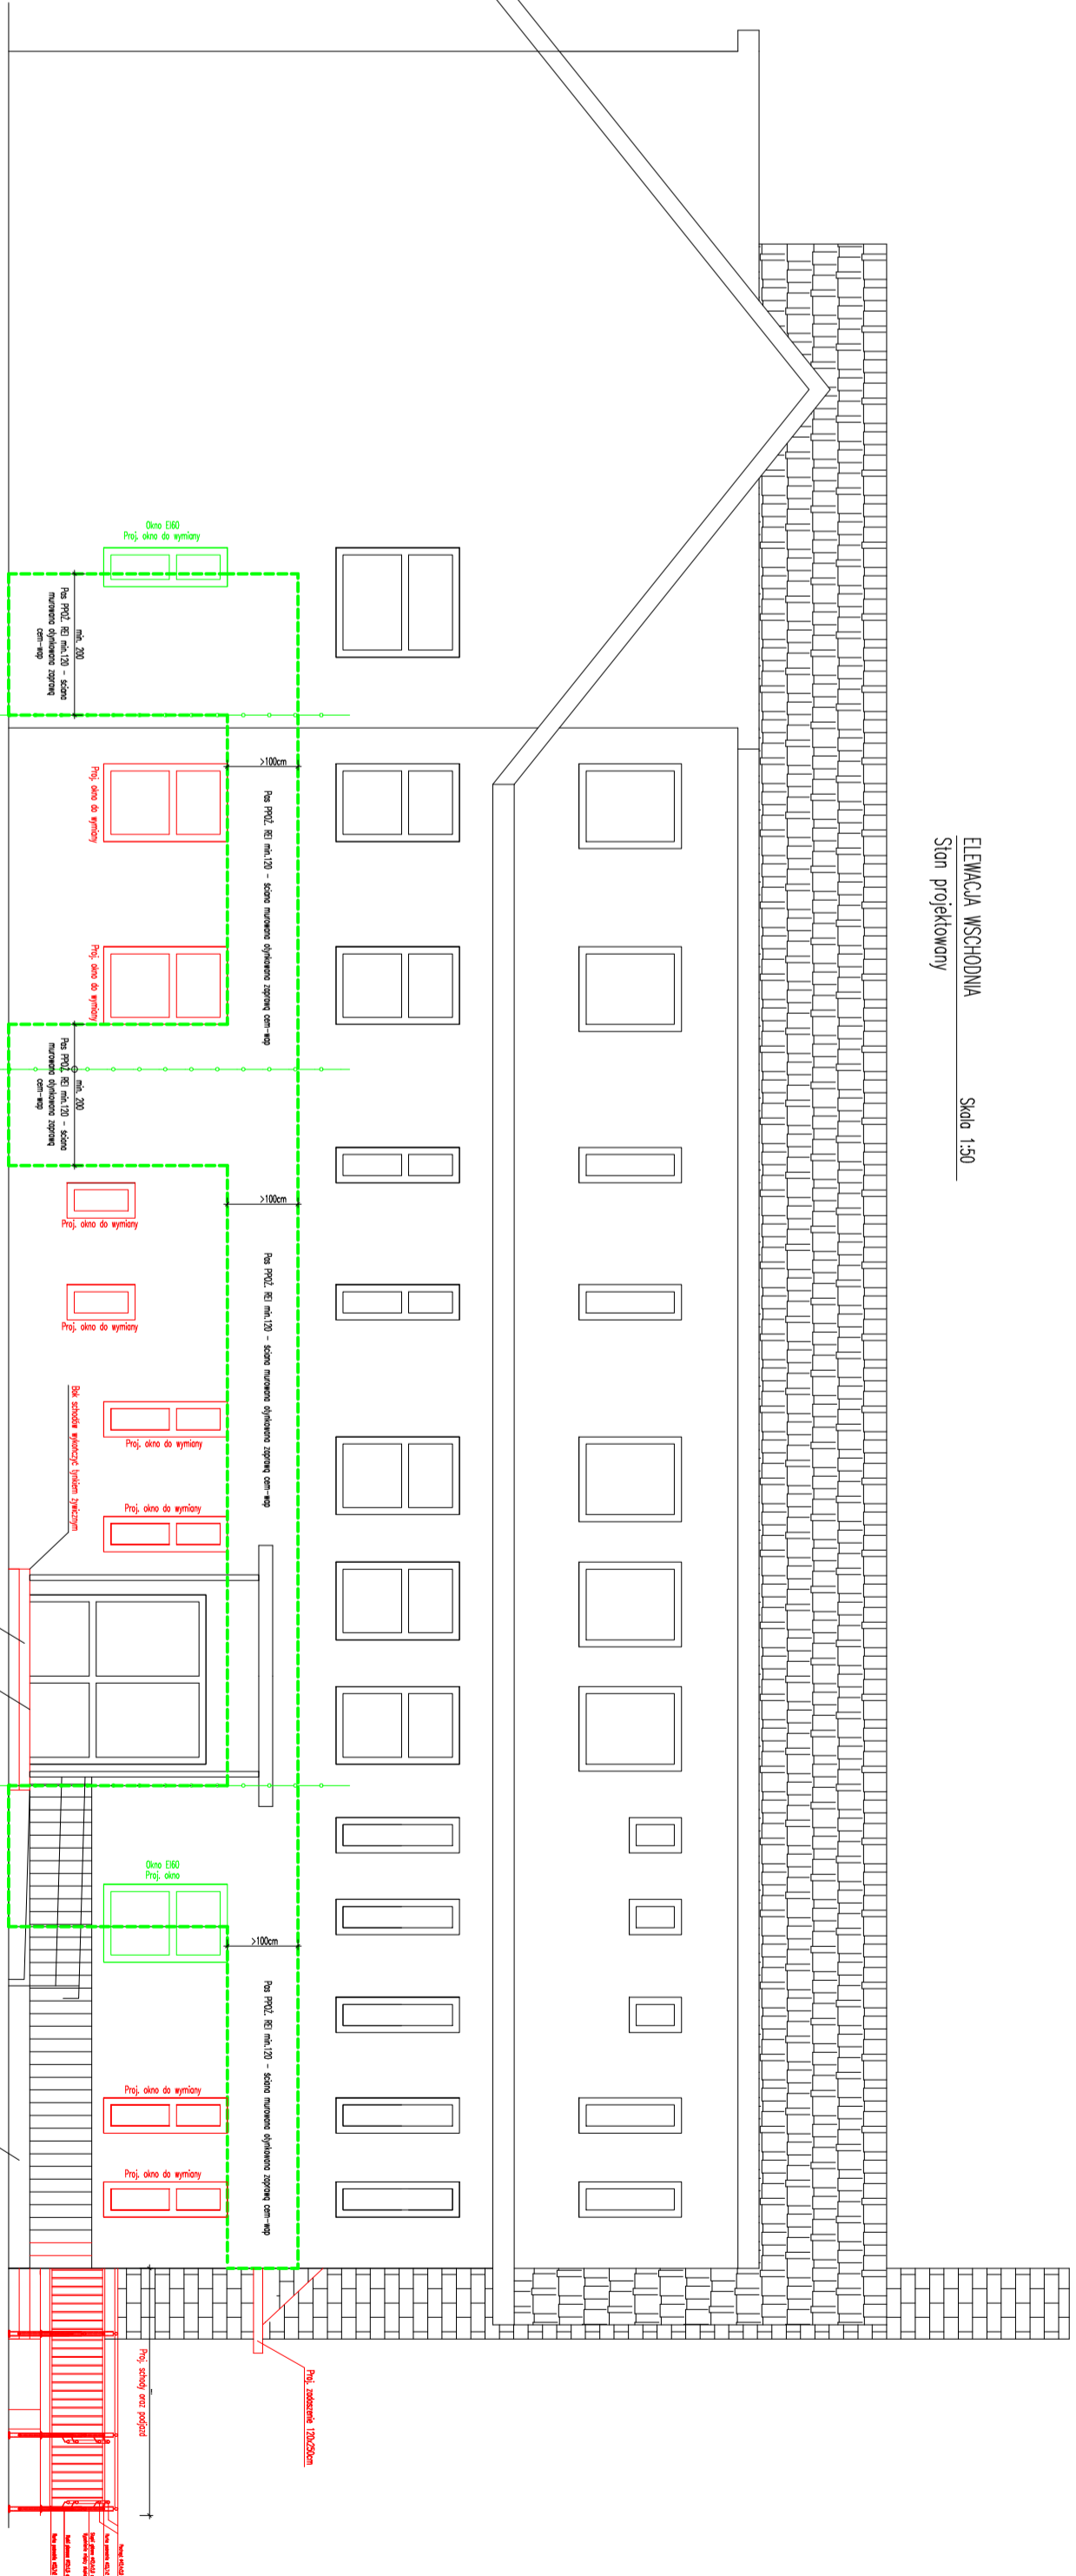 ELEWACJA WSCHODNIA
Skala 1:50
Stan projektowany
Okno EI60
Proj. okno do wymiany
min. 200
Pas PPOŻ. REI min.120 - ściana
murowana otynkowana zaprawą
cem-wap
>100cm
Pas PPOŻ. REI min.120 - ściana murowana otynkowana zaprawą cem-wap
Proj. okno do wymiany
Proj. okno do wymiany
min. 200
Pas PPOŻ. REI min.120 - ściana
murowana otynkowana zaprawą
cem-wap
>100cm
Pas PPOŻ. REI min.120 - ściana murowana otynkowana zaprawą cem-wap
Proj. okno do wymiany
Proj. okno do wymiany
Proj. okno do wymiany
Proj. okno do wymiany
Bok schodów wykończyć tynkiem żywicznym
Okno EI60
Proj. okno
>100cm
Pas PPOŻ. REI min.120 - ściana murowana otynkowana zaprawą cem-wap
Proj. okno do wymiany
Proj. okno do wymiany
Proj. zadaszenie 120x250cm
Proj. schody oraz podjazd